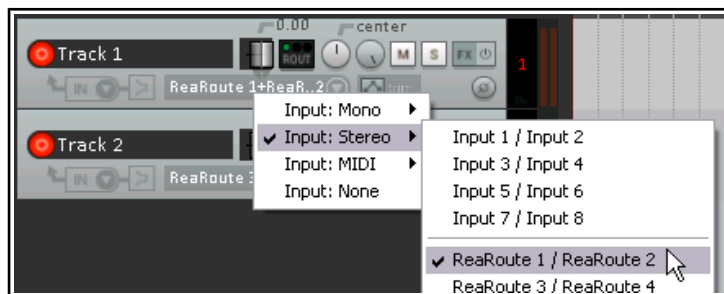 0.00 center
Track 1
ROUT
M
S
FX
1
IN
ReaRoute 1+ReaR..2
Input: Mono
Input: Stereo
Input: MIDI
Input: None
Track 2
IN
ReaRoute 3
Input 1 / Input 2
Input 3 / Input 4
Input 5 / Input 6
Input 7 / Input 8
ReaRoute 1 / ReaRoute 2
ReaRoute 3 / ReaRoute 4